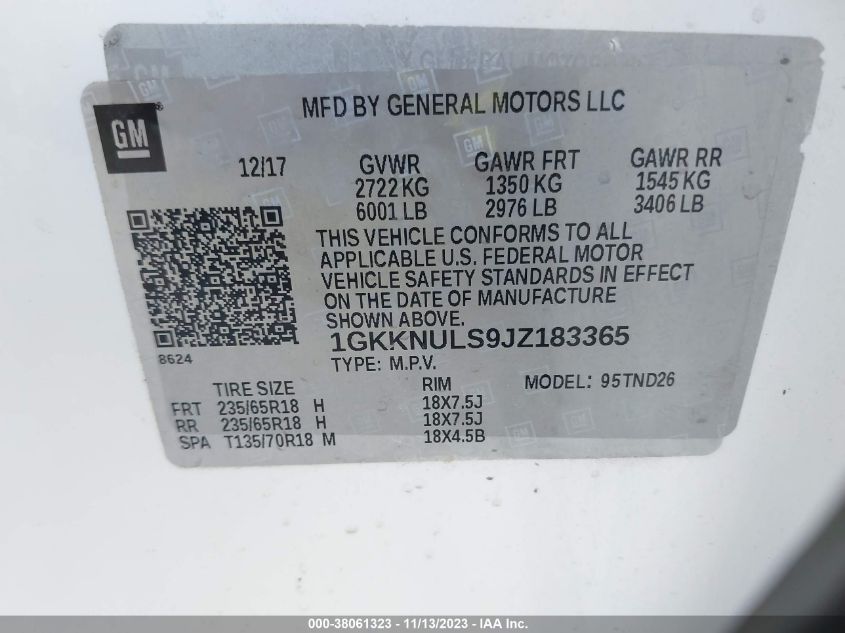 GM
MFD BY GENERAL MOTORS LLC
12/17 GVWR GAWR FRT GAWR RR
2722 KG 1350 KG 1545 KG
6001 LB 2976 LB 3406 LB
THIS VEHICLE CONFORMS TO ALL
APPLICABLE U.S. FEDERAL MOTOR
VEHICLE SAFETY STANDARDS IN EFFECT
ON THE DATE OF MANUFACTURE
SHOWN ABOVE.
1GKKNULS9JZ183365
8624
TYPE: M.P.V.
TIRE SIZE RIM MODEL: 95TND26
FRT 235/65R18 H 18X7.5J
RR 235/65R18 H 18X7.5J
SPA T135/70R18 M 18X4.5B
000-38061323 - 11/13/2023 - IAA Inc.